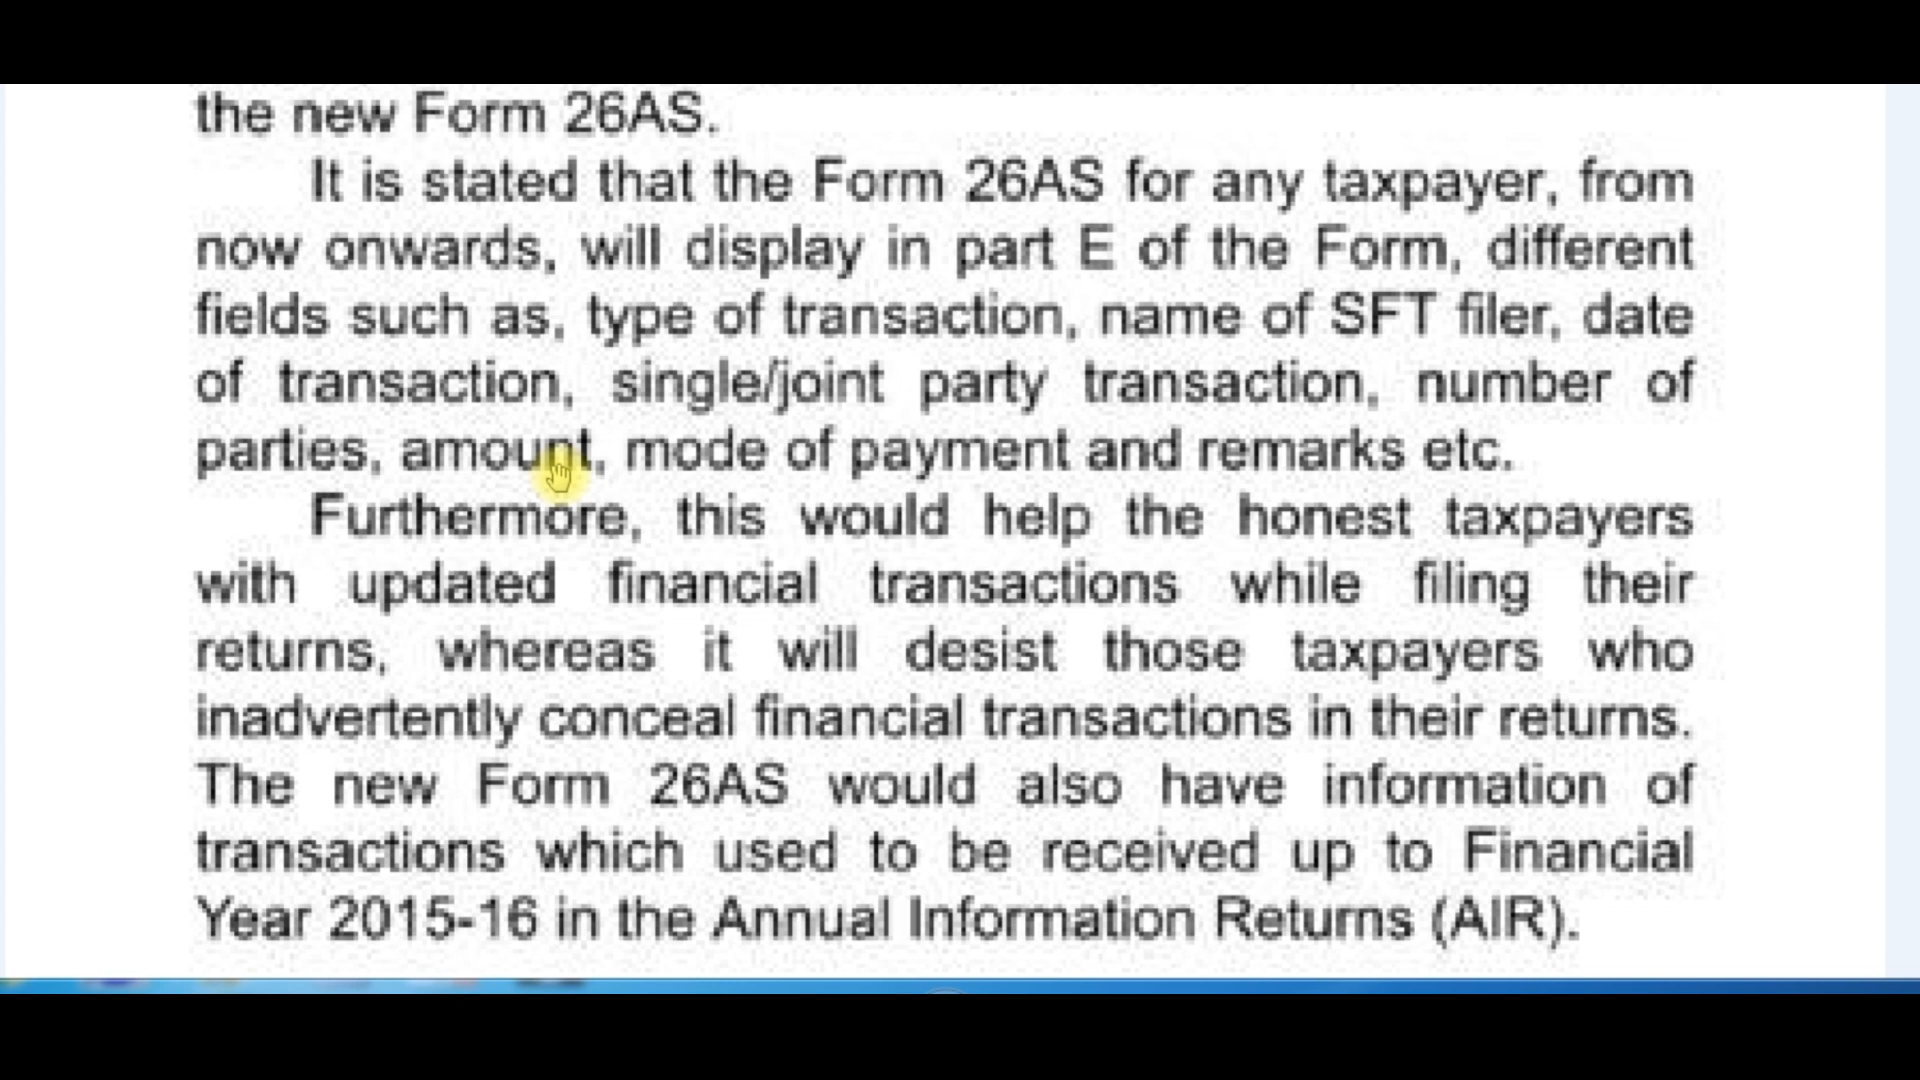 the new Form 26AS.
It is stated that the Form 26AS for any taxpayer, from
now onwards, will display in part E of the Form, different
fields such as, type of transaction, name of SFT filer, date
of transaction, single/joint party transaction, number of
parties, amount, mode of payment and remarks etc.
Furthermore, this would help the honest taxpayers
with updated financial transactions while filing their
returns, whereas it will desist those taxpayers who
inadvertently conceal financial transactions in their returns.
The new Form 26AS would also have information of
transactions which used to be received up to Financial
Year 2015-16 in the Annual Information Returns (AIR).